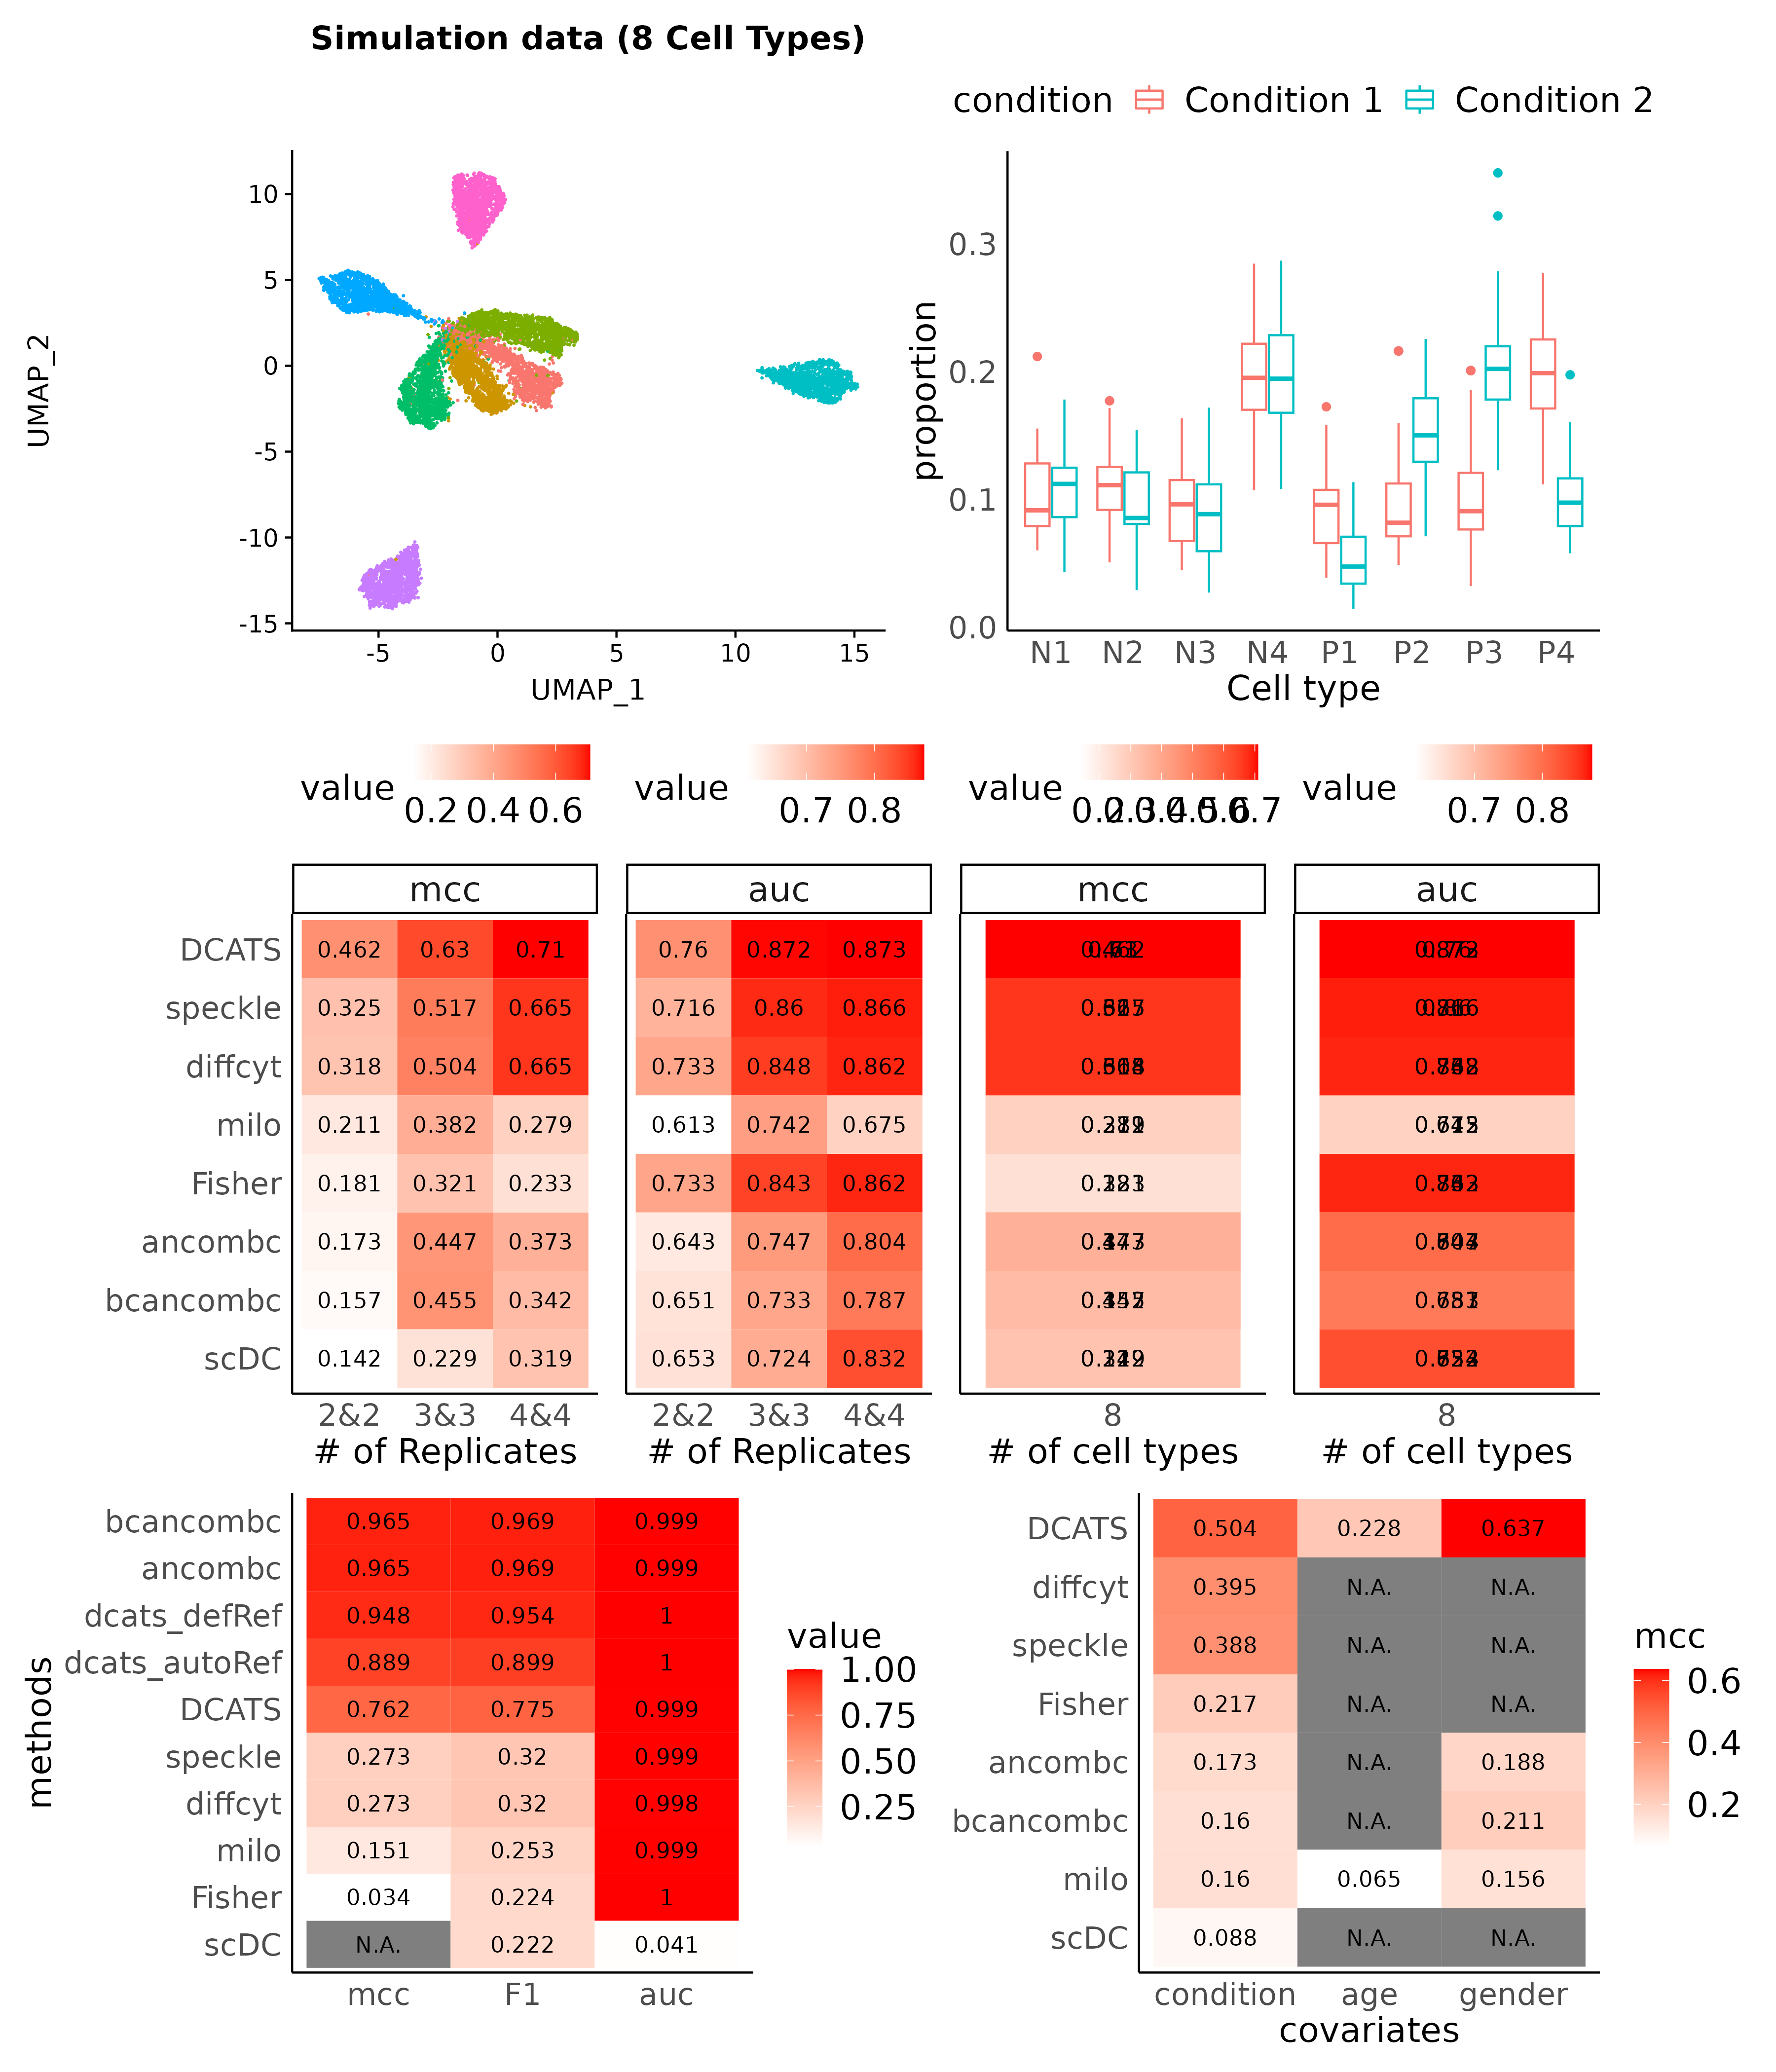 Simulation data (8 Cell Types)
condition Condition 1 Condition 2
10
5
0
-5
-10
-15
UMAP_2
-5 0 5 10 15
UMAP_1
0.3
0.2
0.1
0.0
proportion
N1 N2 N3 N4 P1 P2 P3 P4
Cell type
value 0.2 0.4 0.6
value 0.7 0.8
value
value 0.7 0.8
mcc auc mcc auc
DCATS 0.462 0.63 0.71 0.76 0.872 0.873
speckle 0.325 0.517 0.665 0.716 0.86 0.866
diffcyt 0.318 0.504 0.665 0.733 0.848 0.862
milo 0.211 0.382 0.279 0.613 0.742 0.675
Fisher 0.181 0.321 0.233 0.733 0.843 0.862
ancombc 0.173 0.447 0.373 0.643 0.747 0.804
bcancombc 0.157 0.455 0.342 0.651 0.733 0.787
scDC 0.142 0.229 0.319 0.653 0.724 0.832
2&2 3&3 4&4 2&2 3&3 4&4 8 8
# of Replicates # of Replicates # of cell types # of cell types
methods
bcancombc 0.965 0.969 0.999
ancombc 0.965 0.969 0.999
dcats_defRef 0.948 0.954 1
dcats_autoRef 0.889 0.899 1
DCATS 0.762 0.775 0.999
speckle 0.273 0.32 0.999
diffcyt 0.273 0.32 0.998
milo 0.151 0.253 0.999
Fisher 0.034 0.224 1
scDC N.A. 0.222 0.041
mcc F1 auc
value
1.00
0.75
0.50
0.25
DCATS 0.504 0.228 0.637
diffcyt 0.395 N.A. N.A.
speckle 0.388 N.A. N.A.
Fisher 0.217 N.A. N.A.
ancombc 0.173 N.A. 0.188
bcancombc 0.16 N.A. 0.211
milo 0.16 0.065 0.156
scDC 0.088 N.A. N.A.
condition age gender
covariates
mcc
0.6
0.4
0.2